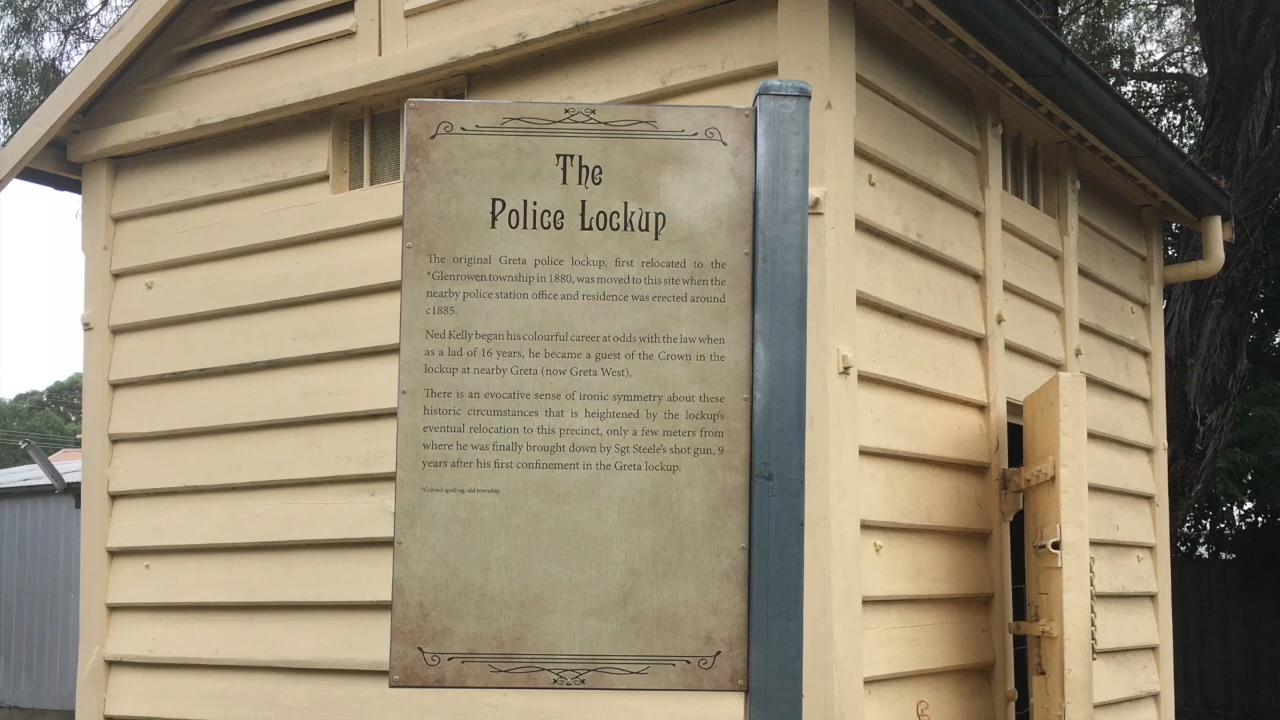 The
Police Lockup
The original Greta police lockup, first relocated to the
*Glenrowen township in 1880, was moved to this site when the
nearby police station office and residence was erected around
c1885.
Ned Kelly began his colourful career at odds with the law when
as a lad of 16 years, he became a guest of the Crown in the
lockup at nearby Greta (now Greta West).
There is an evocative sense of ironic symmetry about these
historic circumstances that is heightened by the lockup's
eventual relocation to this precinct, only a few meters from
where he was finally brought down by Sgt Steele's shot gun, 9
years after his first confinement in the Greta lockup.
*Correct spelling, old township